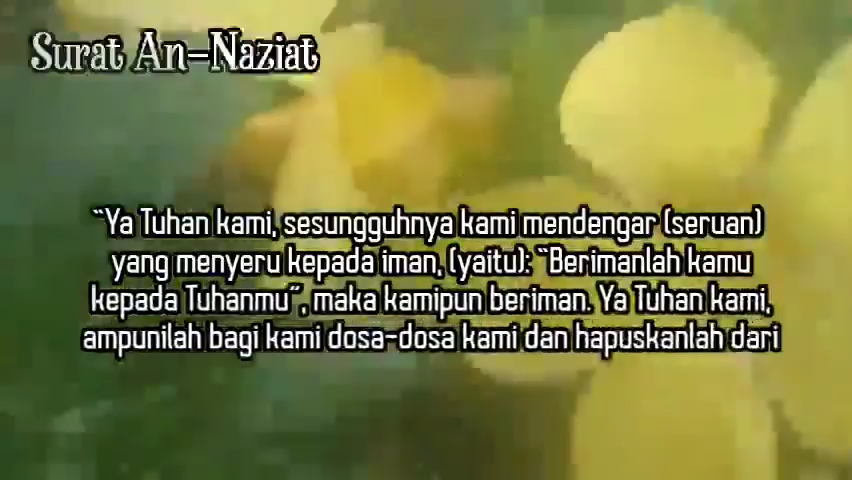 Surat An-Naziat
"Ya Tuhan kami, sesungguhnya kami mendengar (seruan)
yang menyeru kepada iman, (yaitu): "Berimanlah kamu
kepada Tuhanmu", maka kamipun beriman. Ya Tuhan kami,
ampunilah bagi kami dosa-dosa kami dan hapuskanlah dari